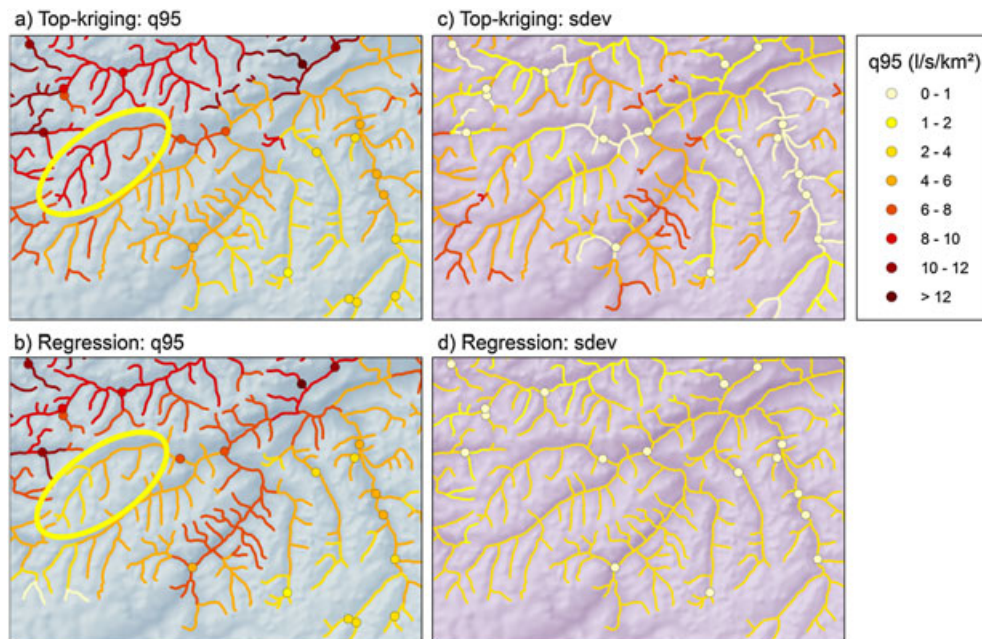 a) Top-kriging: q95
c) Top-kriging: sdev
q95 (l/s/km²)
0 - 1
1 - 2
2 - 4
4 - 6
6 - 8
8 - 10
10 - 12
> 12
b) Regression: q95
d) Regression: sdev